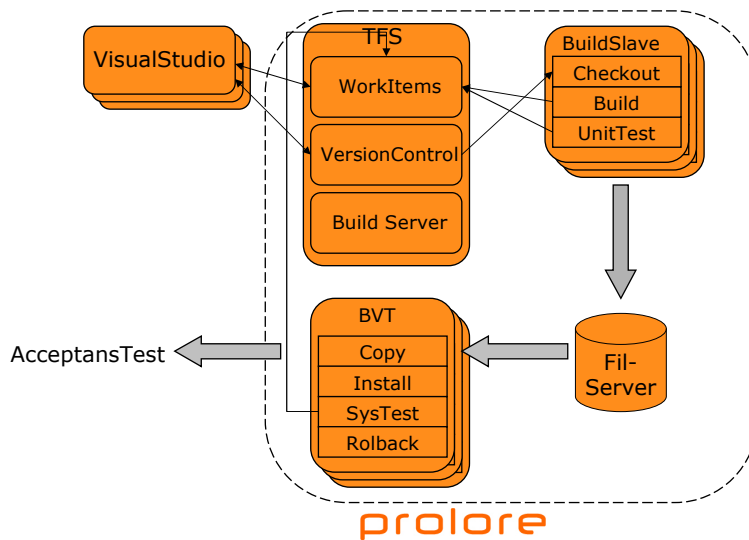 VisualStudio
TFS
WorkItems
VersionControl
Build Server
BuildSlave
Checkout
Build
UnitTest
BVT
Copy
Install
SysTest
Rolback
Fil-
Server
AcceptansTest
prolore